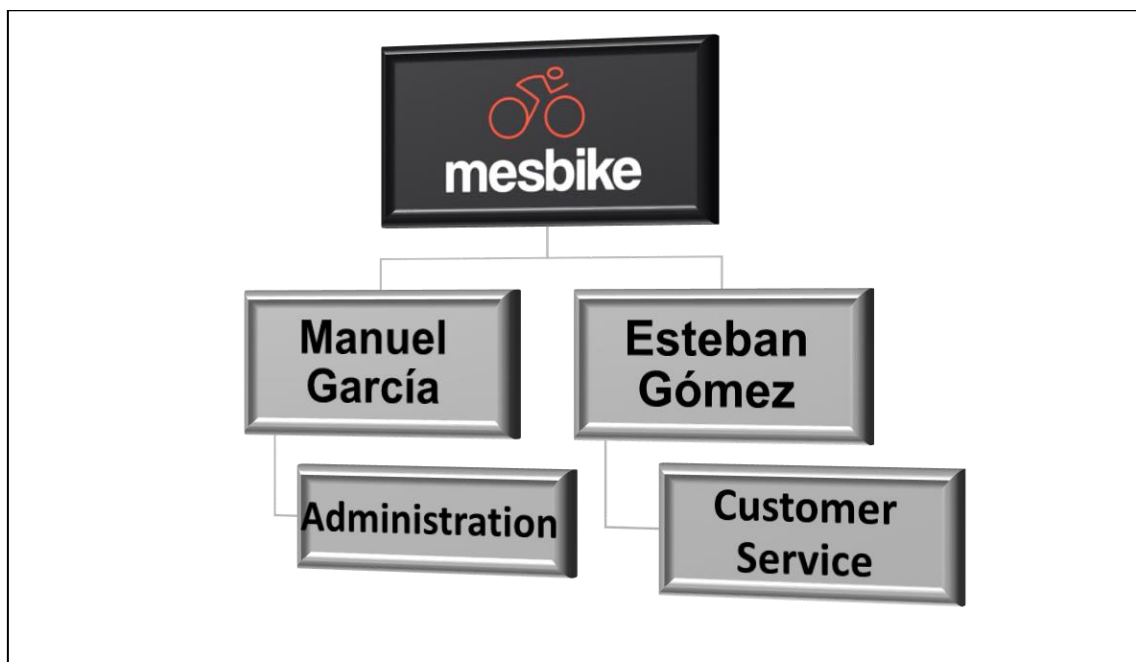 mesbike
Manuel
García
Esteban
Gómez
Administration
Customer
Service